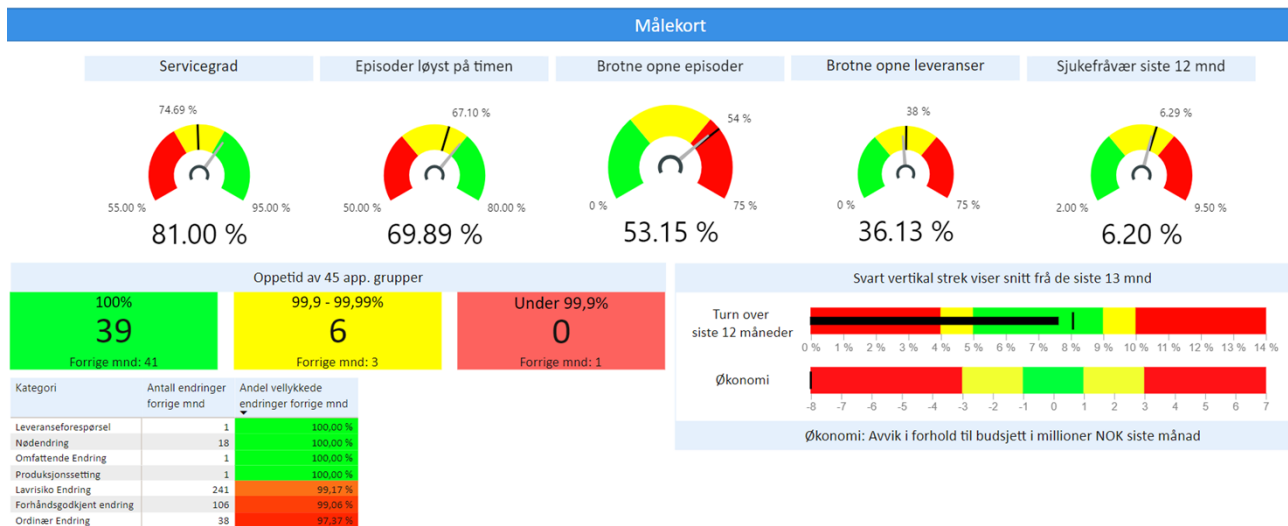 Målekort
Servicegrad
Episoder løyst på timen
Brotne opne episoder
Brotne opne leveranser
Sjukefråvær siste 12 mnd
74.69 %
67.10 %
54 %
38 %
6.29 %
55.00 %
95.00 %
50.00 %
80.00 %
0 %
75 %
0 %
75 %
2.00 %
9.50 %
81.00 %
69.89 %
53.15 %
36.13 %
6.20 %
Oppetid av 45 app. grupper
100%
39
Forrige mnd: 41
99,9 - 99,99%
6
Forrige mnd: 3
Under 99,9%
0
Forrige mnd: 1
Kategori
Antall endringer
forrige mnd
Andel vellykkede
endringer forrige mnd
Leveranseforespørsel 1 100,00 %
Nødendring 18 100,00 %
Omfattende Endring 1 100,00 %
Produksjonssetting 1 100,00 %
Lavrisiko Endring 241 99,17 %
Forhåndsgodkjent endring 106 99,06 %
Ordinær Endring 38 97,37 %
Svart vertikal strek viser snitt frå de siste 13 mnd
Turn over
siste 12 måneder
0 % 1 % 2 % 3 % 4 % 5 % 6 % 7 % 8 % 9 % 10 % 11 % 12 % 13 % 14 %
Økonomi
-8 -7 -6 -5 -4 -3 -2 -1 0 1 2 3 4 5 6 7
Økonomi: Avvik i forhold til budsjett i millioner NOK siste månad